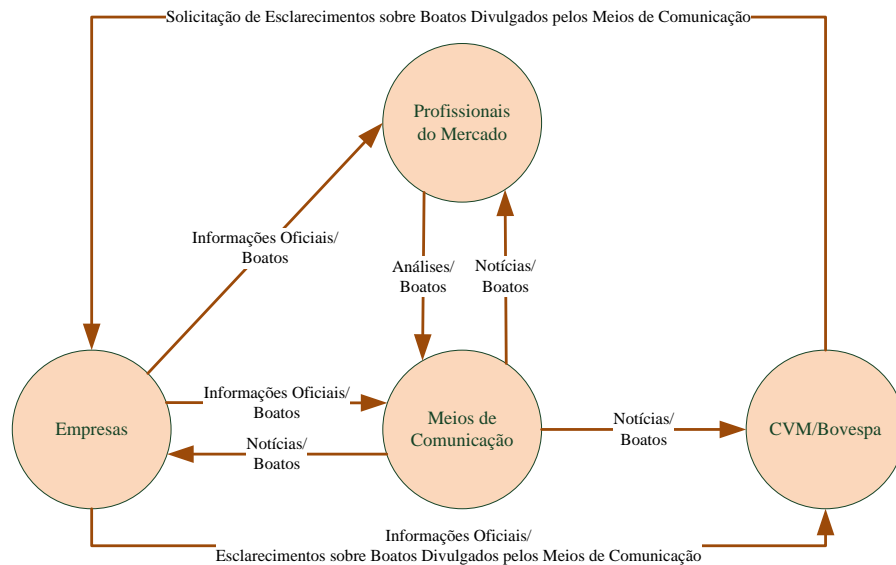 Solicitação de Esclarecimentos sobre Boatos Divulgados pelos Meios de Comunicação
Profissionais
do Mercado
Informações Oficiais/
Boatos
Análises/
Boatos
Notícias/
Boatos
Empresas
Informações Oficiais/
Boatos
Notícias/
Boatos
Meios de
Comunicação
Notícias/
Boatos
CVM/Bovespa
Informações Oficiais/
Esclarecimentos sobre Boatos Divulgados pelos Meios de Comunicação